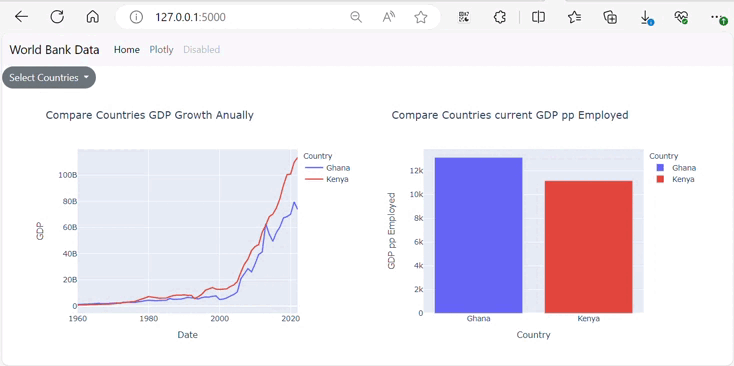 127.0.0.1:5000
World Bank Data Home Plotly Disabled
Select Countries
Compare Countries GDP Growth Anually
Country
Ghana
Kenya
GDP
100B
80B
60B
40B
20B
0
1960 1980 2000 2020
Date
Compare Countries current GDP pp Employed
Country
Ghana
Kenya
GDP pp Employed
12k
10k
8k
6k
4k
2k
0
Ghana Kenya
Country